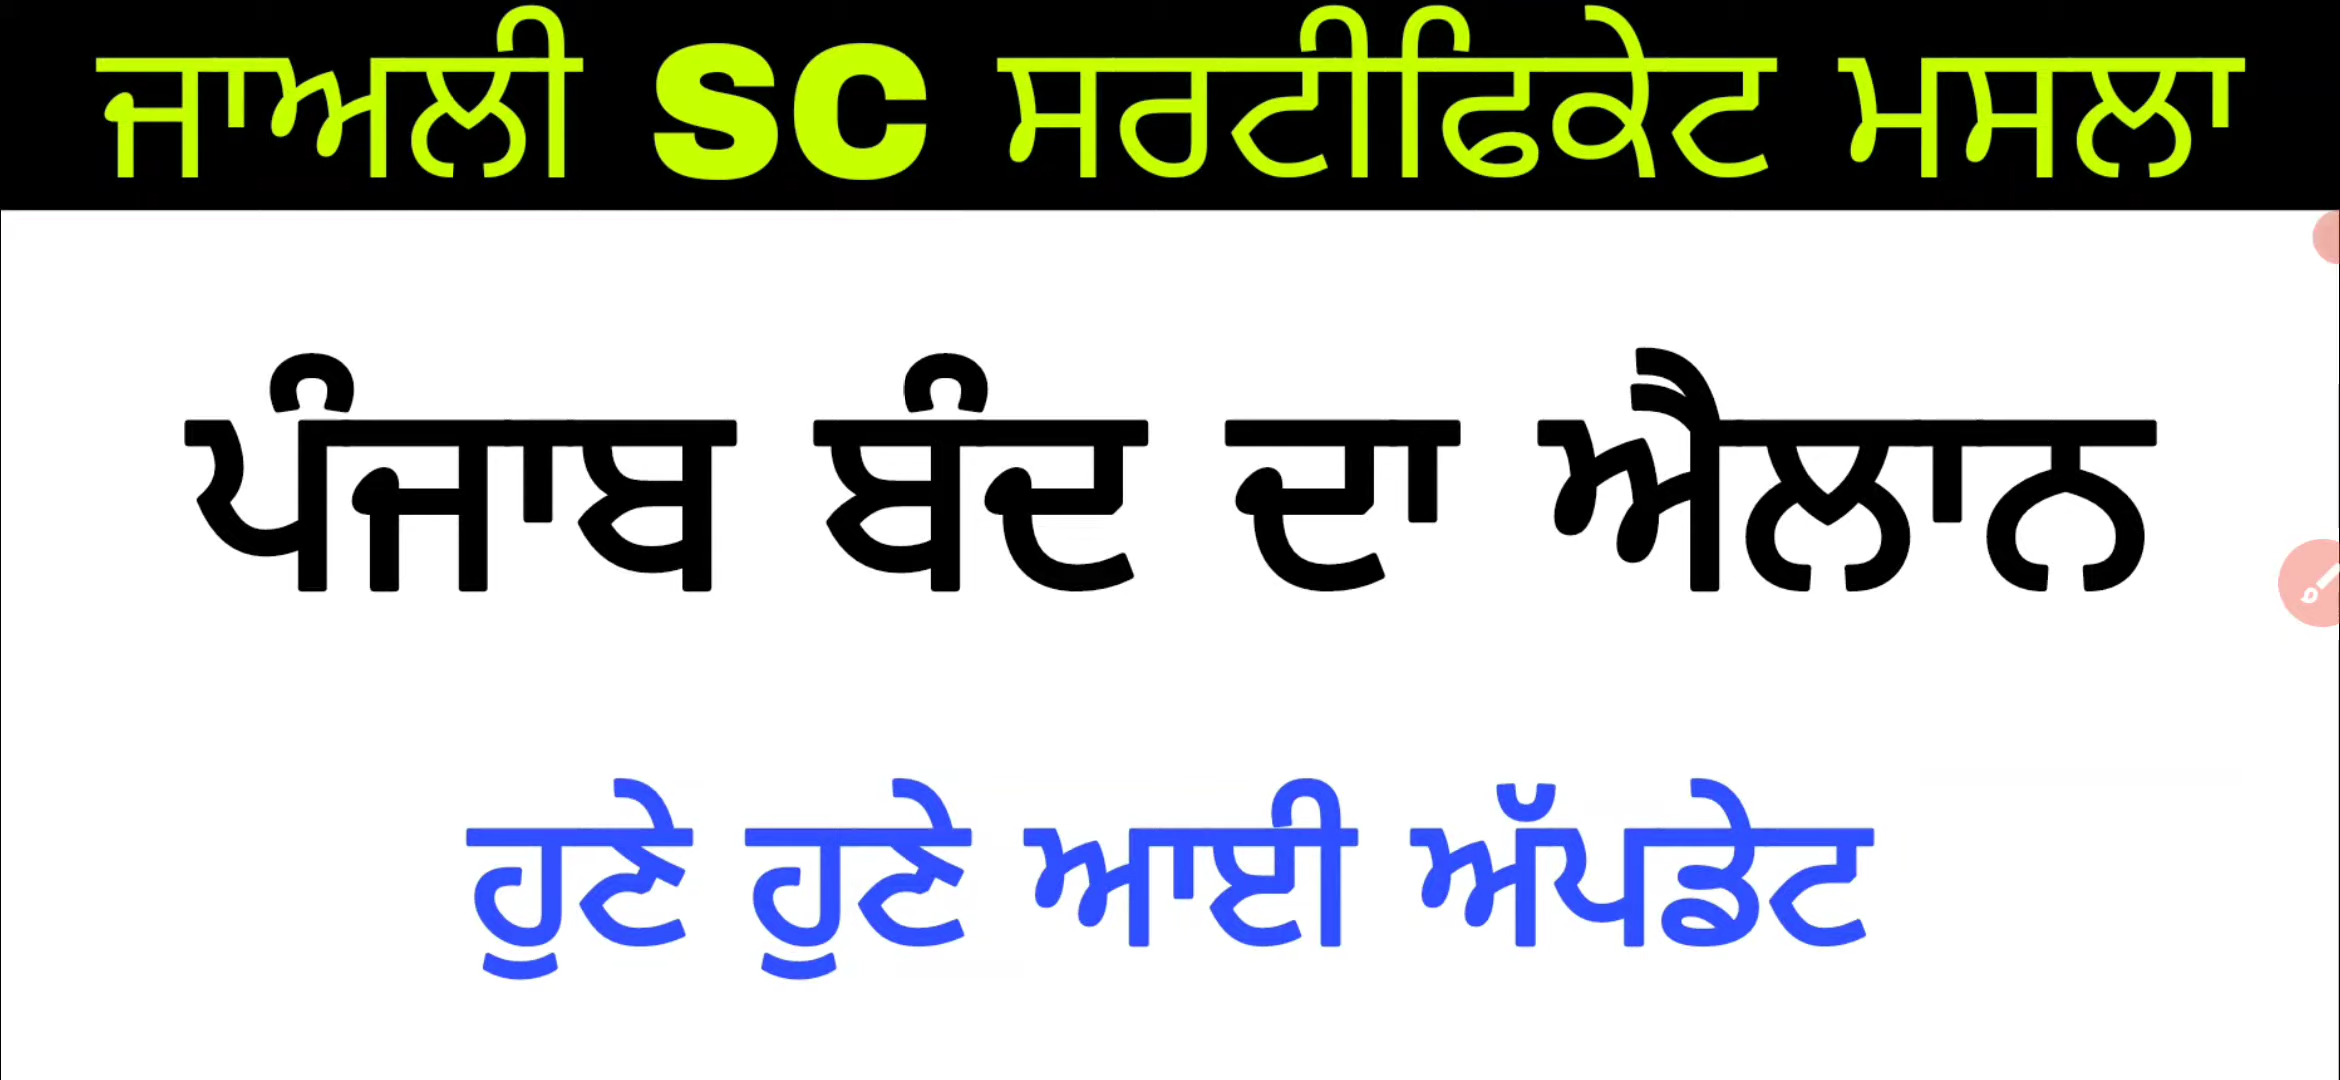 ਜਾਅਲੀ SC ਸਰਟੀਫਿਕੇਟ ਮਸਲਾ
ਪੰਜਾਬ ਬੰਦ ਦਾ ਐਲਾਨ
ਹੁਣੇ ਹੁਣੇ ਆਈ ਅੱਪਡੇਟ